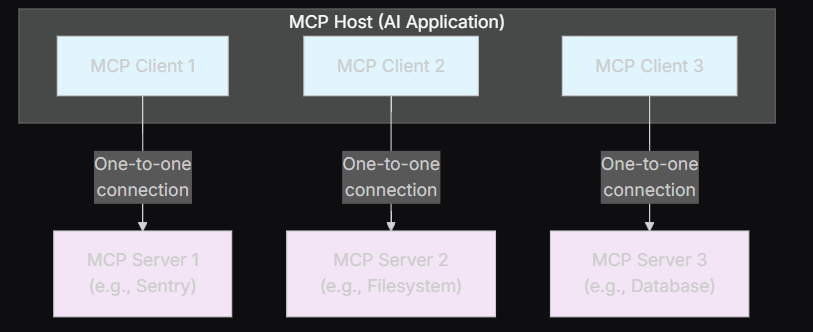 MCP Host (AI Application)
MCP Client 1
MCP Client 2
MCP Client 3
One-to-one
connection
One-to-one
connection
One-to-one
connection
MCP Server 1
(e.g., Sentry)
MCP Server 2
(e.g., Filesystem)
MCP Server 3
(e.g., Database)